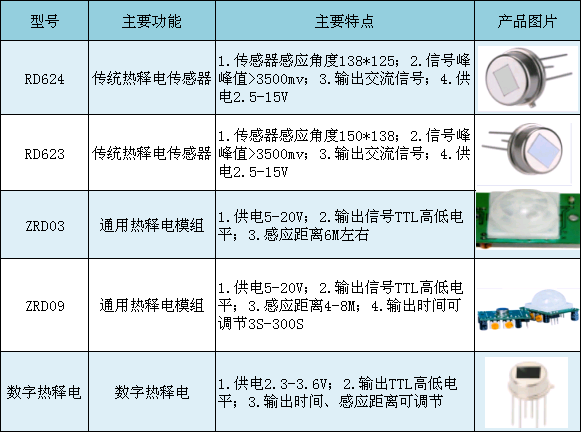 型号 主要功能 主要特点 产品图片
RD624 传统热释电传感器 1.传感器感应角度138*125；2.信号峰
峰值>3500mv；3.输出交流信号；4.供
电2.5-15V
RD623 传统热释电传感器 1.传感器感应角度150*138；2.信号峰
峰值>3500mv；3.输出交流信号；4.供
电2.5-15V
ZRD03 通用热释电模组 1.供电5-20V；2.输出信号TTL高低电
平；3.感应距离6M左右
ZRD09 通用热释电模组 1.供电5-20V；2.输出信号TTL高低电
平；3.感应距离4-8M；4.输出时间可
调节3S-300S
数字热释电 数字热释电 1.供电2.3-3.6V；2.输出TTL高低电
平；3.输出时间、感应距离可调节